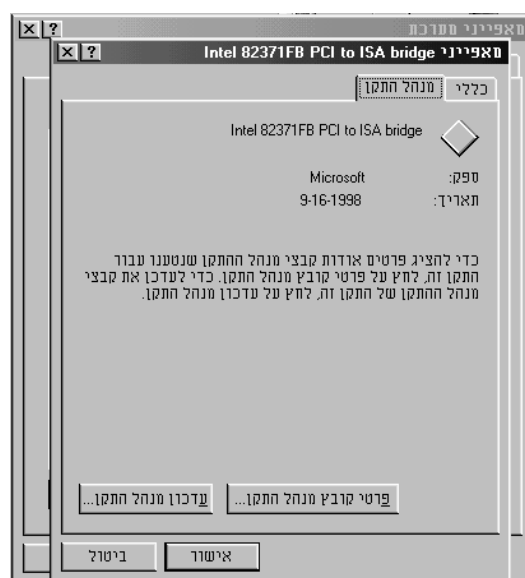 מאפייני מערכת
מאפייני Intel 82371FB PCI to ISA bridge
כללי מנהל התקן
Intel 82371FB PCI to ISA bridge
ספק: Microsoft
תאריך: 9-16-1998
כדי להציג פרטים אודות קבצי מנהל ההתקן שנטענו עבור
התקן זה, לחץ על פרטי קובץ מנהל התקן. כדי לעדכן את קבצי
מנהל ההתקן של התקן זה, לחץ על עדכון מנהל התקן.
פרטי קובץ מנהל התקן... עדכון מנהל התקן...
אישור ביטול